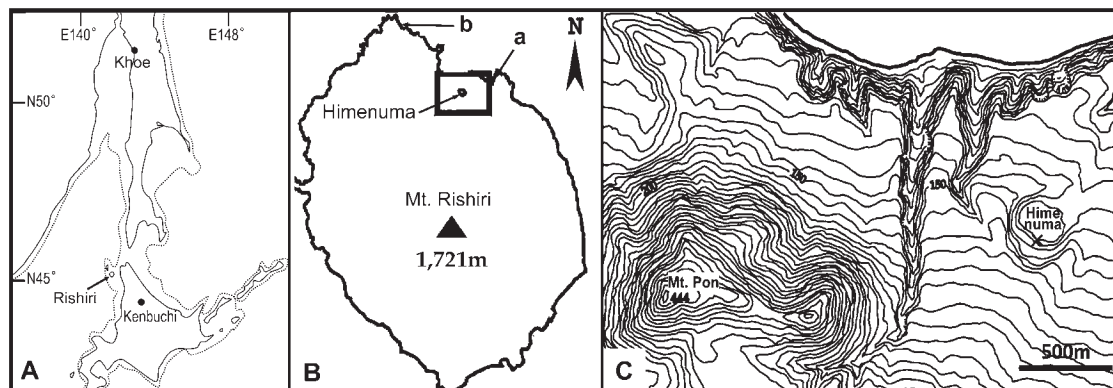 E140°
E148°
Khoe
N50°
N45°
Rishiri
Kenbuchi
A
b
a
N
Himenuma
Mt. Rishiri
1,721m
B
150
200
150
Hime
numa
Mt. Pon
444
500m
C